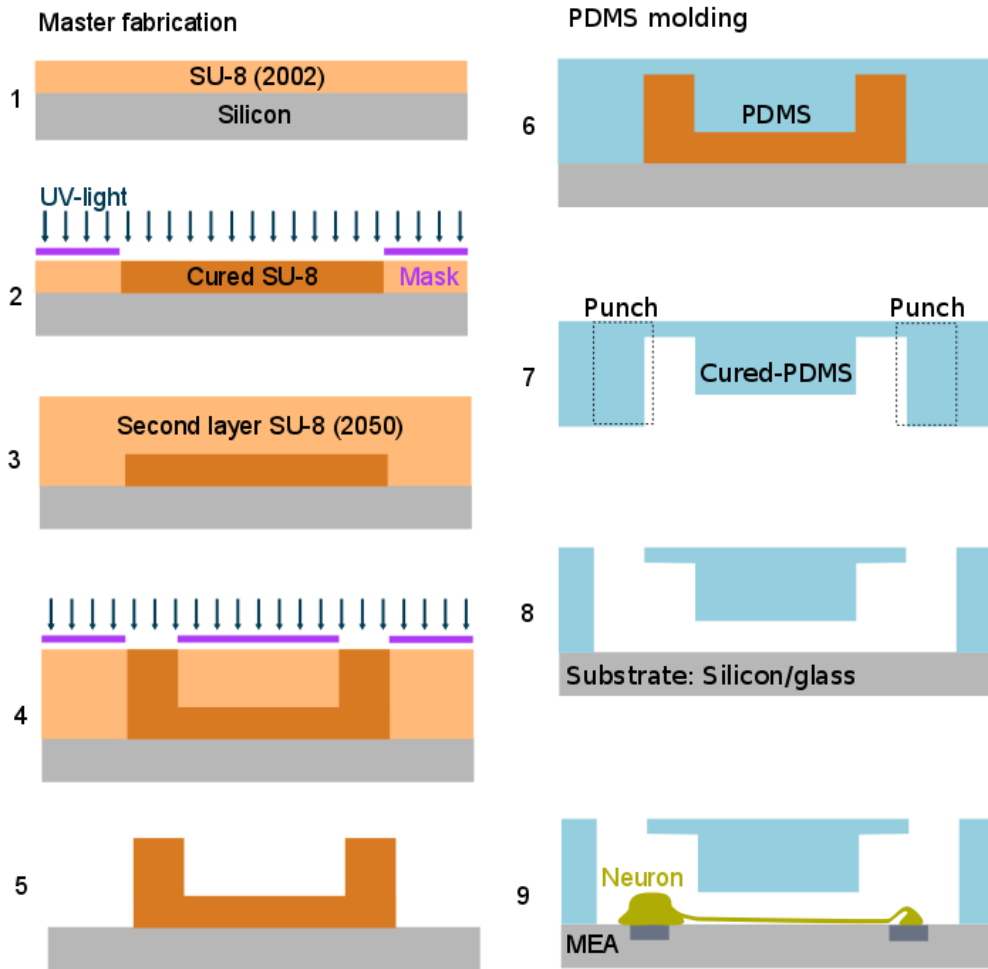 Master fabrication
1
SU-8 (2002)
Silicon
UV-light
2
Cured SU-8
Mask
3
Second layer SU-8 (2050)
4
5
PDMS molding
6
PDMS
Punch
Punch
7
Cured-PDMS
8
Substrate: Silicon/glass
9
Neuron
MEA